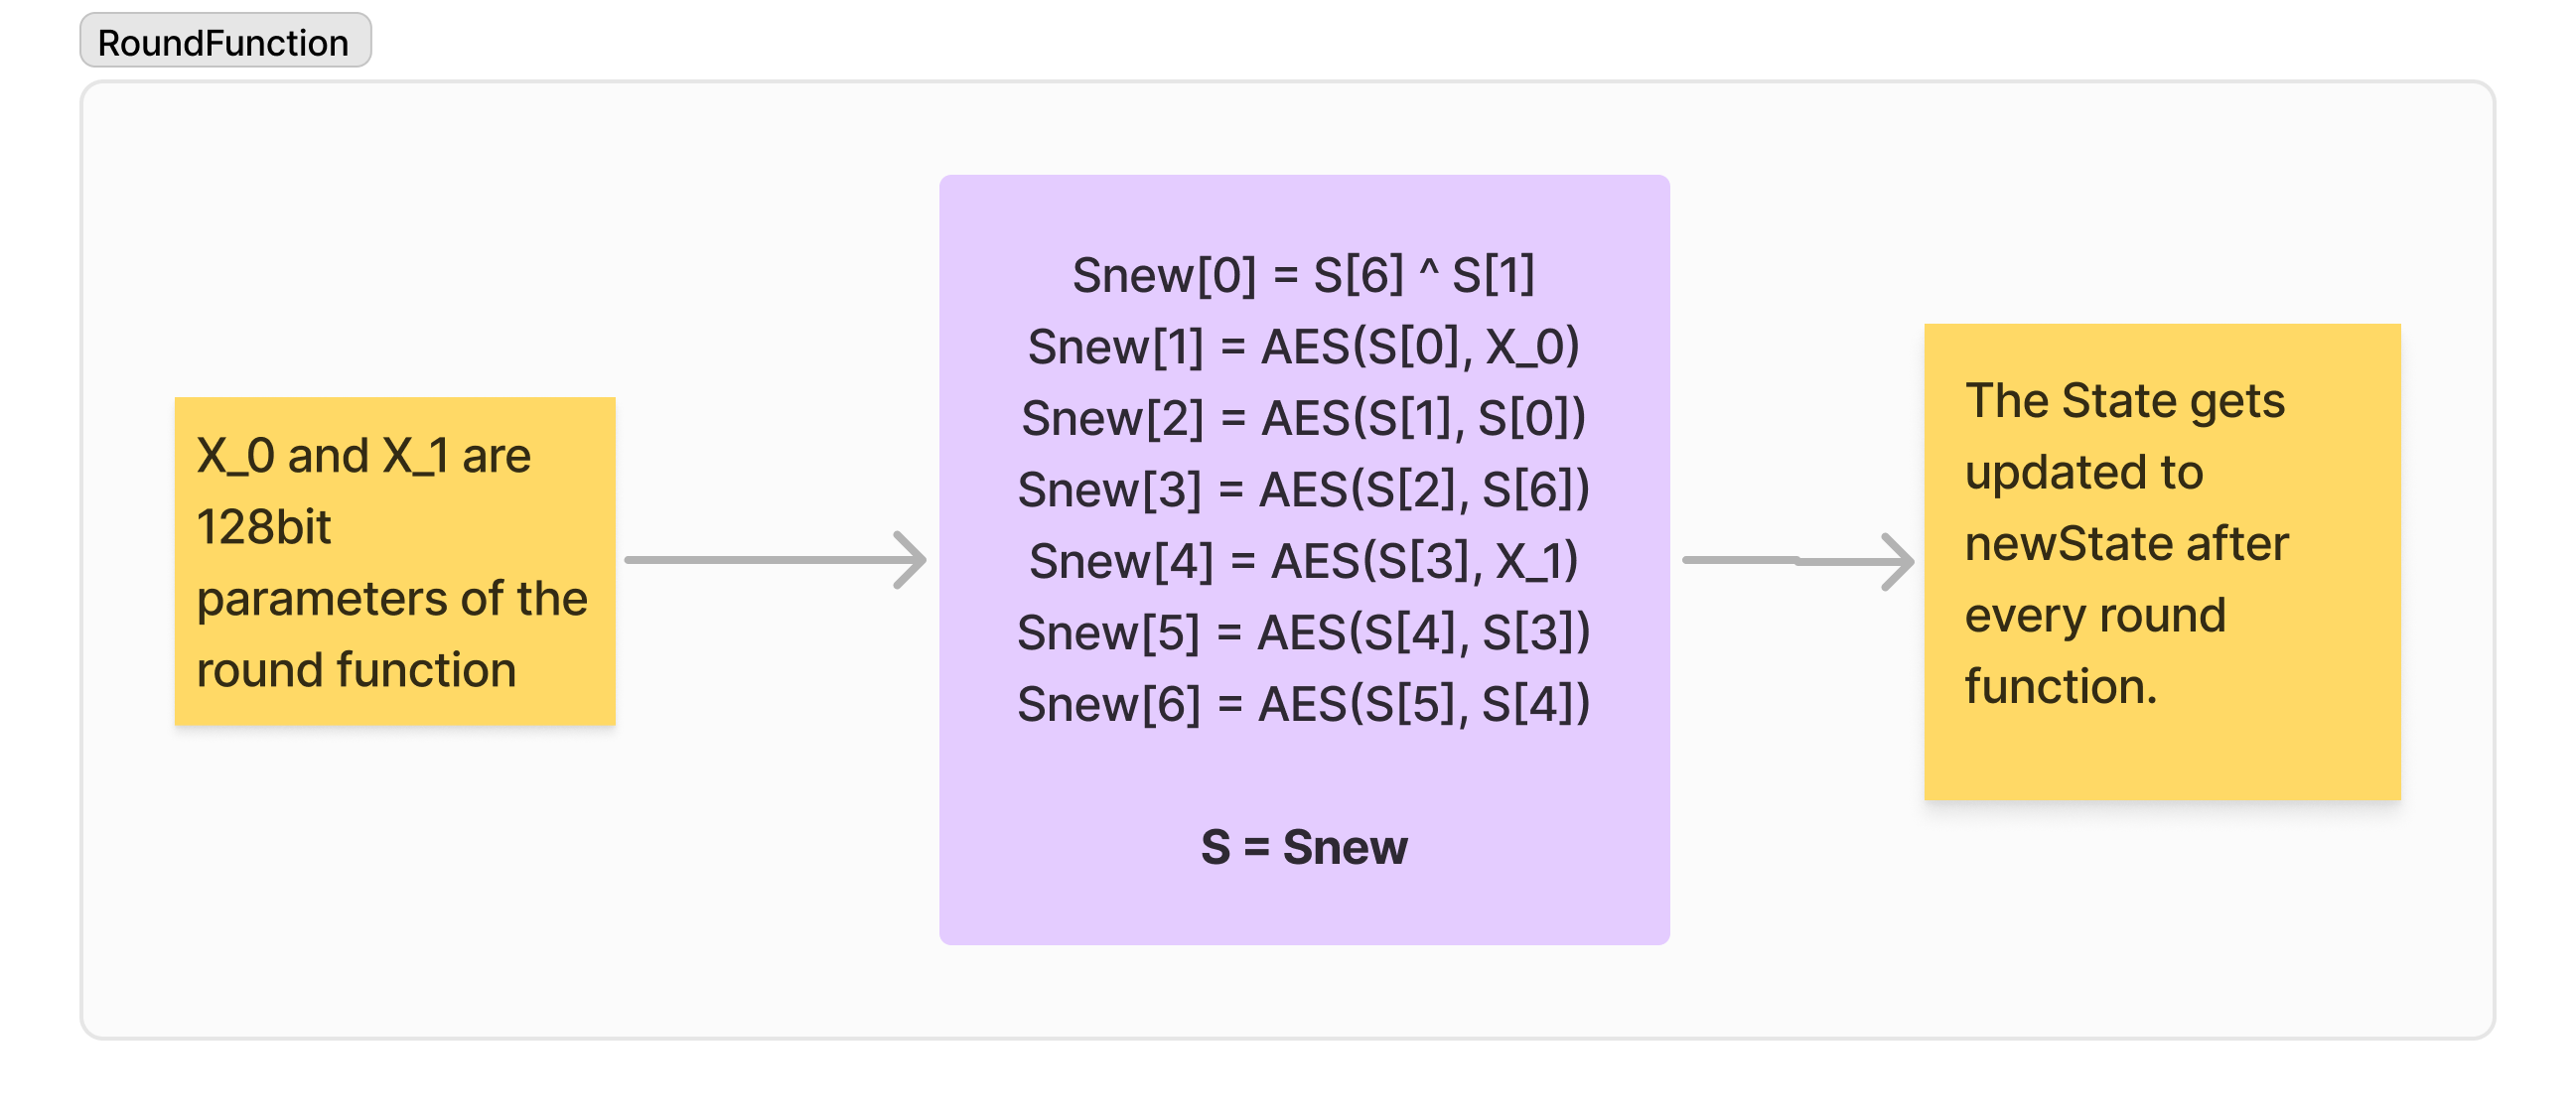 RoundFunction
X_0 and X_1 are
128bit
parameters of the
round function
Snew[0] = S[6] ^ S[1]
Snew[1] = AES(S[0], X_0)
Snew[2] = AES(S[1], S[0])
Snew[3] = AES(S[2], S[6])
Snew[4] = AES(S[3], X_1)
Snew[5] = AES(S[4], S[3])
Snew[6] = AES(S[5], S[4])
S = Snew
The State gets
updated to
newState after
every round
function.